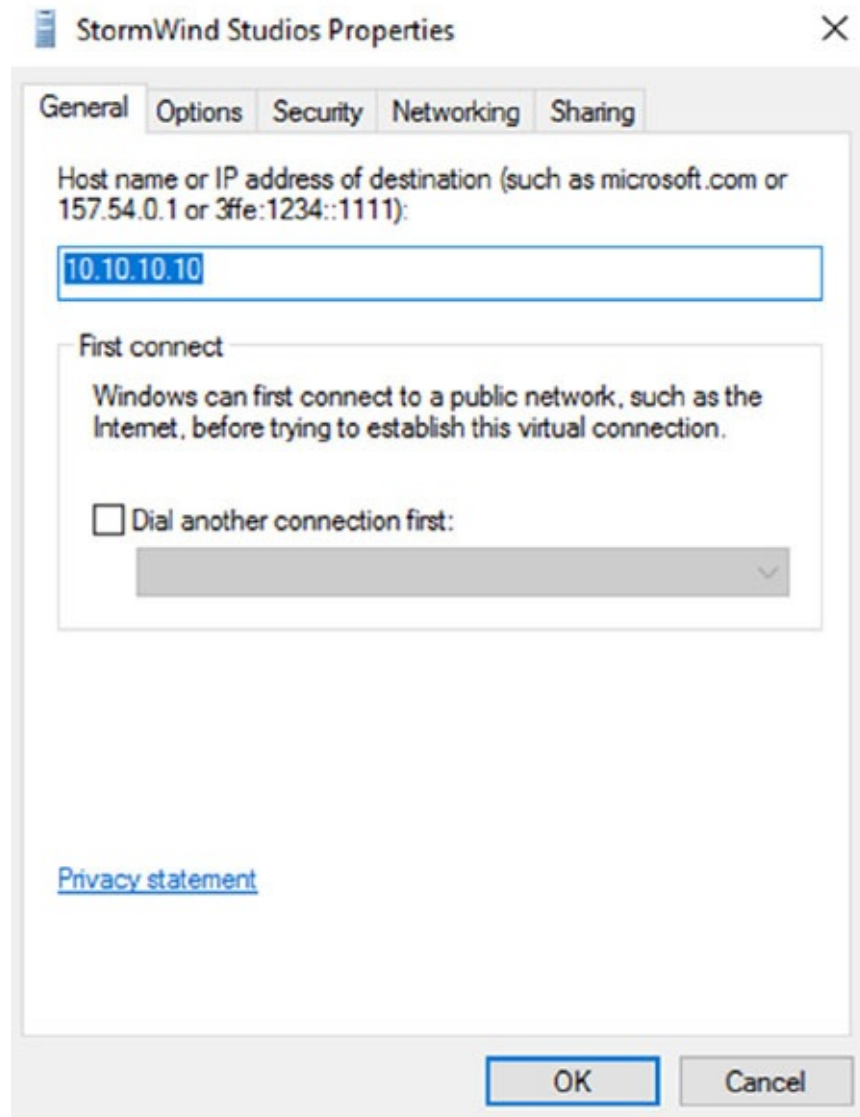 StormWind Studios Properties
General Options Security Networking Sharing
Host name or IP address of destination (such as microsoft.com or
157.54.0.1 or 3ffe:1234::1111):
10.10.10.10
First connect
Windows can first connect to a public network, such as the
Internet, before trying to establish this virtual connection.
Dial another connection first:
Privacy statement
OK Cancel